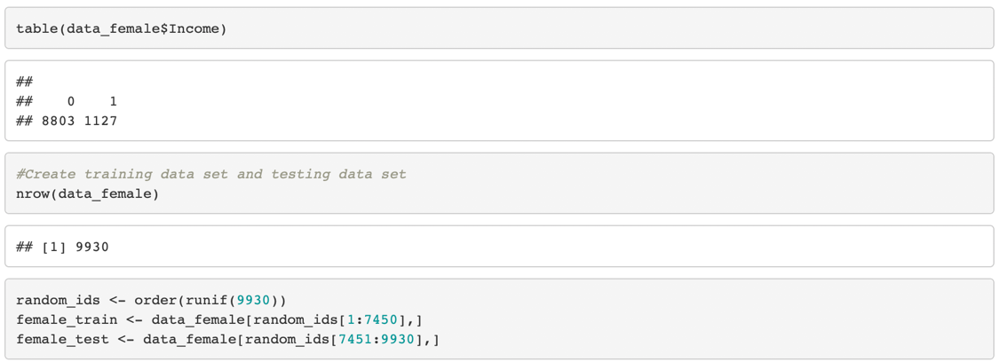 table(data_female$Income)
##
##    0    1
## 8803 1127
#Create training data set and testing data set
nrow(data_female)
## [1] 9930
random_ids <- order(runif(9930))
female_train <- data_female[random_ids[1:7450],]
female_test <- data_female[random_ids[7451:9930],]